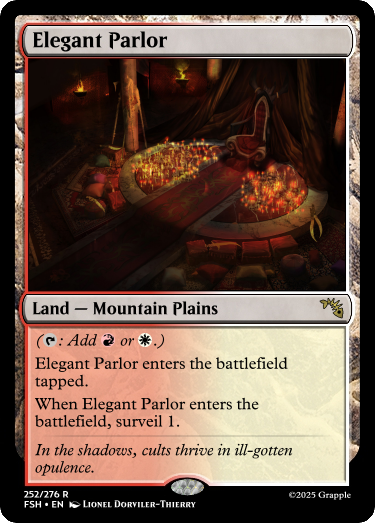 Elegant Parlor
Land — Mountain Plains
(: Add or .)
Elegant Parlor enters the battlefield
tapped.
When Elegant Parlor enters the
battlefield, surveil 1.
In the shadows, cults thrive in ill-gotten
opulence.
252/276 R
FSH • EN Lionel Dorviler-Thierry
©2025 Grapple